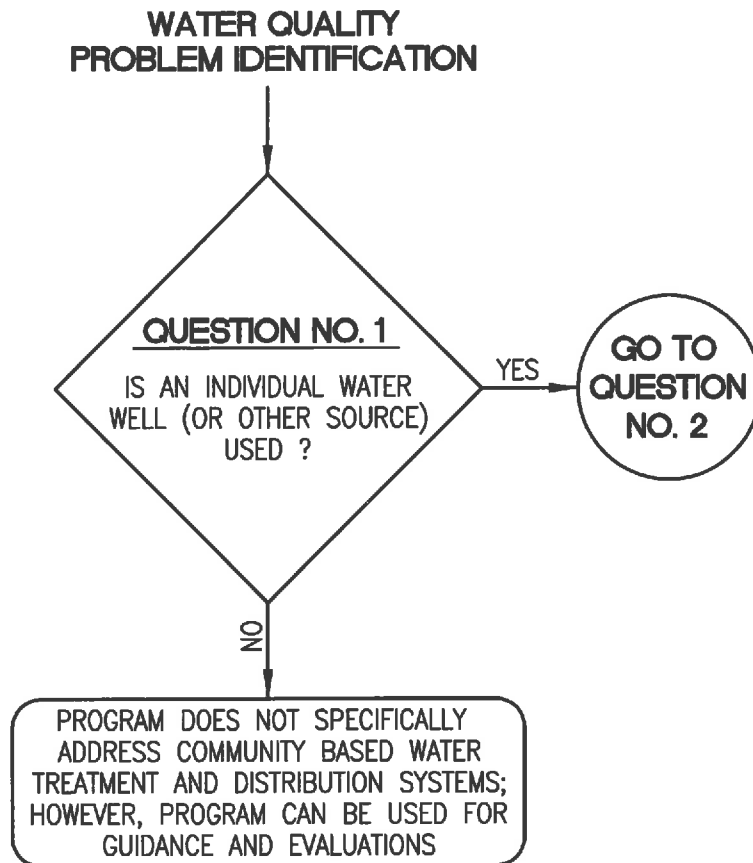 WATER QUALITY
PROBLEM IDENTIFICATION
QUESTION NO. 1
IS AN INDIVIDUAL WATER
WELL (OR OTHER SOURCE)
USED ?
YES
GO TO
QUESTION
NO. 2
NO
PROGRAM DOES NOT SPECIFICALLY
ADDRESS COMMUNITY BASED WATER
TREATMENT AND DISTRIBUTION SYSTEMS;
HOWEVER, PROGRAM CAN BE USED FOR
GUIDANCE AND EVALUATIONS